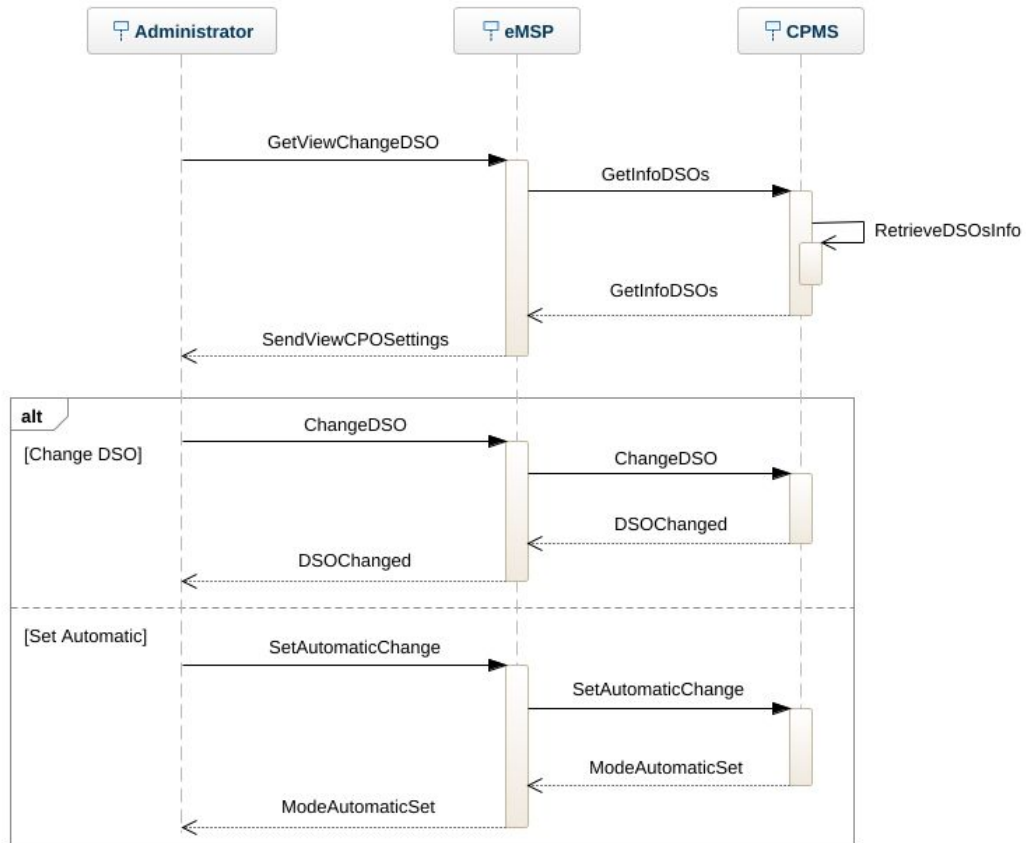 Administrator
eMSP
CPMS
GetViewChangeDSO
GetInfoDSOs
RetrieveDSOsInfo
GetInfoDSOs
SendViewCPOSettings
alt
[Change DSO]
ChangeDSO
ChangeDSO
DSOChanged
DSOChanged
[Set Automatic]
SetAutomaticChange
SetAutomaticChange
ModeAutomaticSet
ModeAutomaticSet